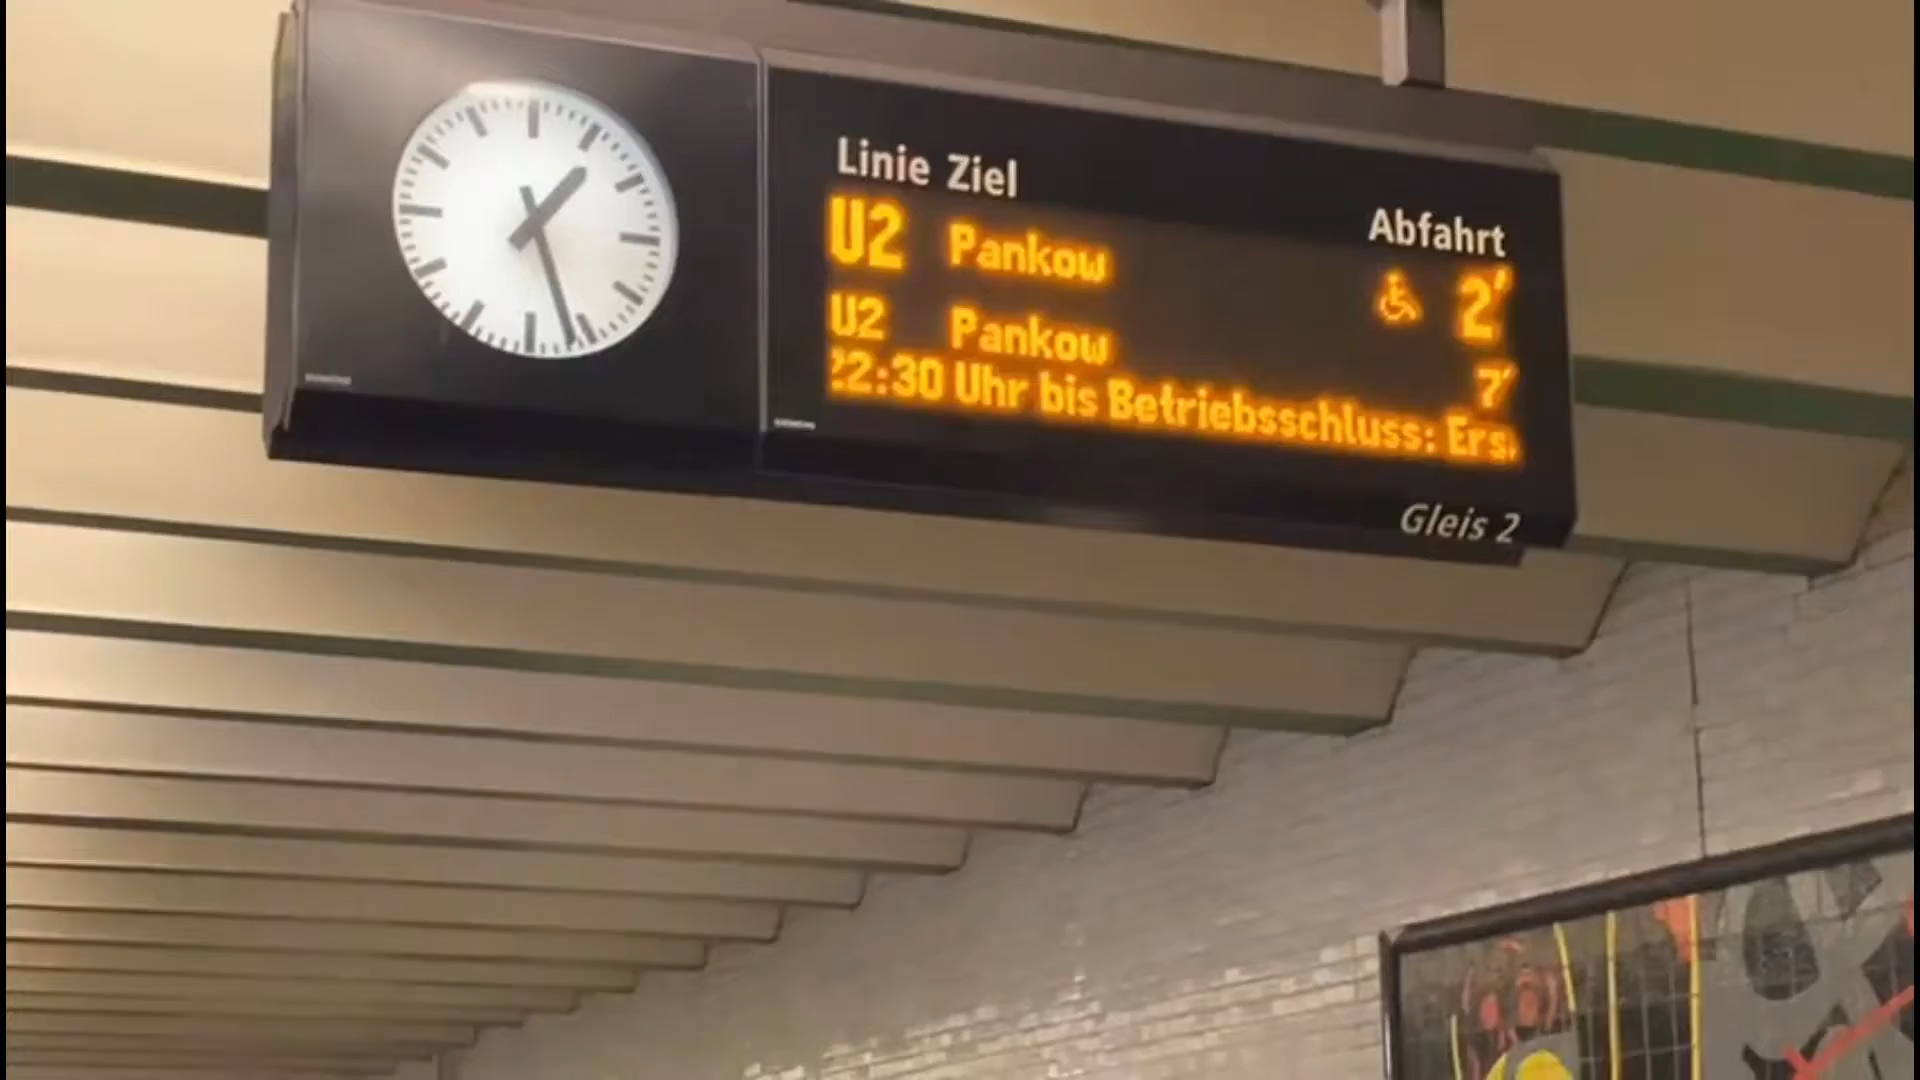 Linie Ziel
Abfahrt
U2 Pankow 2'
U2 Pankow 7'
22:30 Uhr bis Betriebsschluss: Ers
Gleis 2